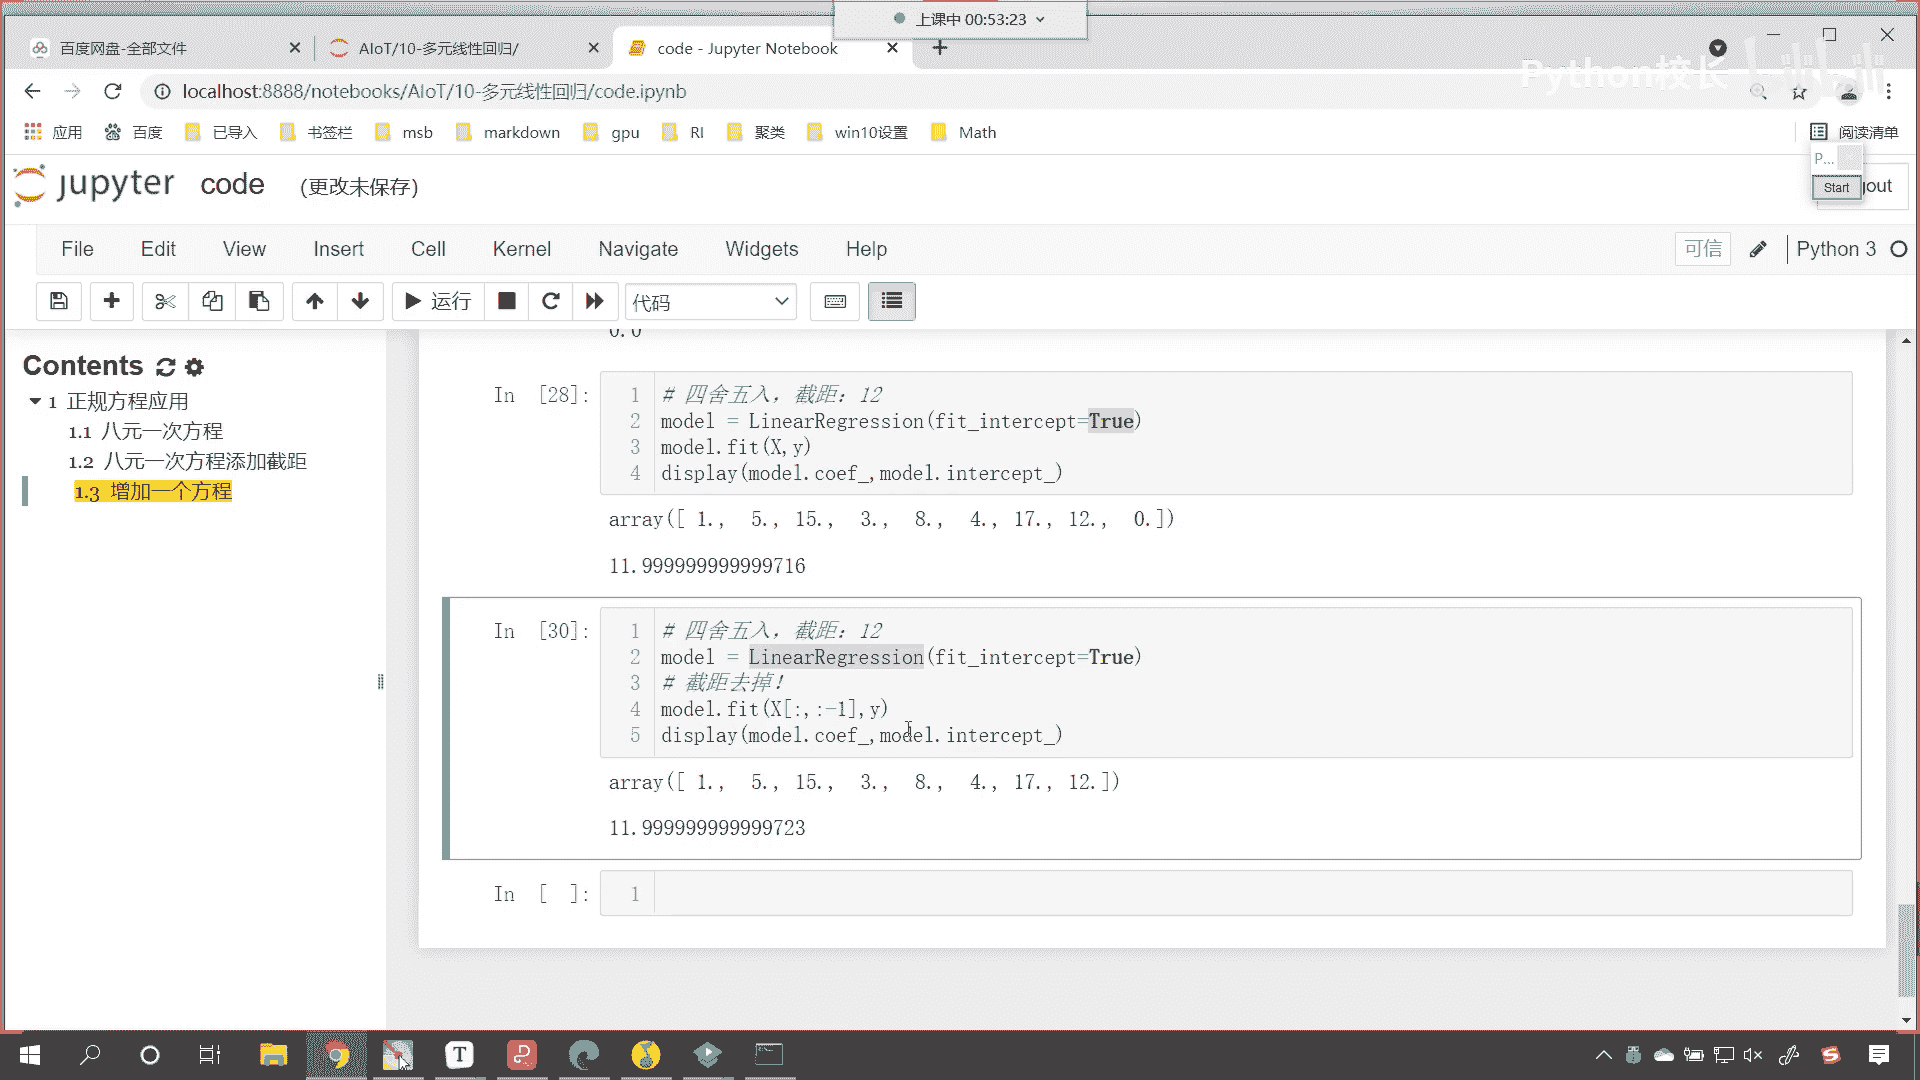 上课中 00:53:23
百度网盘-全部文件
AIoT/10-多元线性回归/
code - Jupyter Notebook
Python校长
localhost:8888/notebooks/AIoT/10-多元线性回归/code.ipynb
应用 百度 已导入 书签栏 msb markdown gpu RI 聚类 win10设置 Math 阅读清单
P...
Start
jupyter code (更改未保存) gout
File Edit View Insert Cell Kernel Navigate Widgets Help 可信 Python 3
运行 代码
Contents
1 正规方程应用
1.1 八元一次方程
1.2 八元一次方程添加截距
1.3 增加一个方程
0.0
In [28]:
1 # 四舍五入，截距：12
2 model = LinearRegression(fit_intercept=True)
3 model.fit(X,y)
4 display(model.coef_,model.intercept_)
array([ 1.,  5., 15.,  3.,  8.,  4., 17., 12.,  0.])
11.999999999999716
In [30]:
1 # 四舍五入，截距：12
2 model = LinearRegression(fit_intercept=True)
3 # 截距去掉！
4 model.fit(X[:,:-1],y)
5 display(model.coef_,model.intercept_)
array([ 1.,  5., 15.,  3.,  8.,  4., 17., 12.])
11.999999999999723
In [ ]:
1